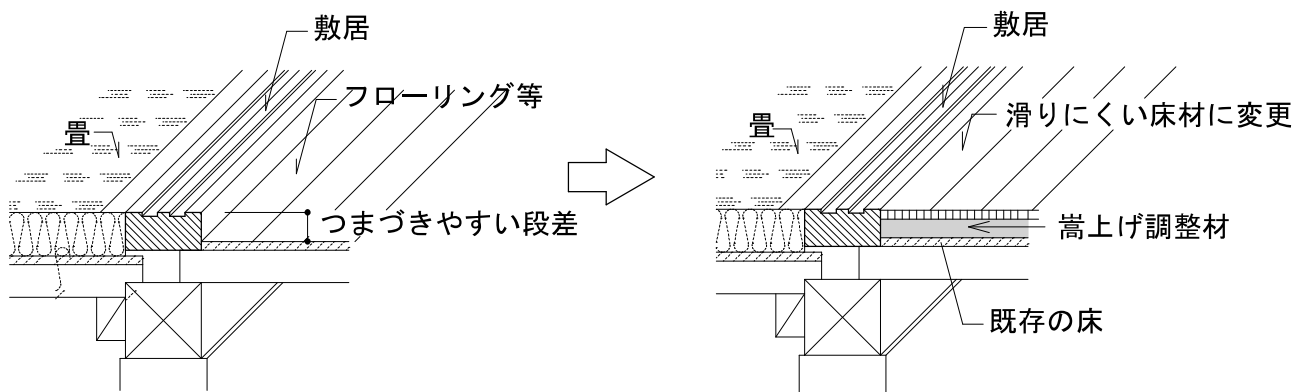 敷居
フローリング等
畳
つまづきやすい段差
敷居
滑りにくい床材に変更
畳
嵩上げ調整材
既存の床